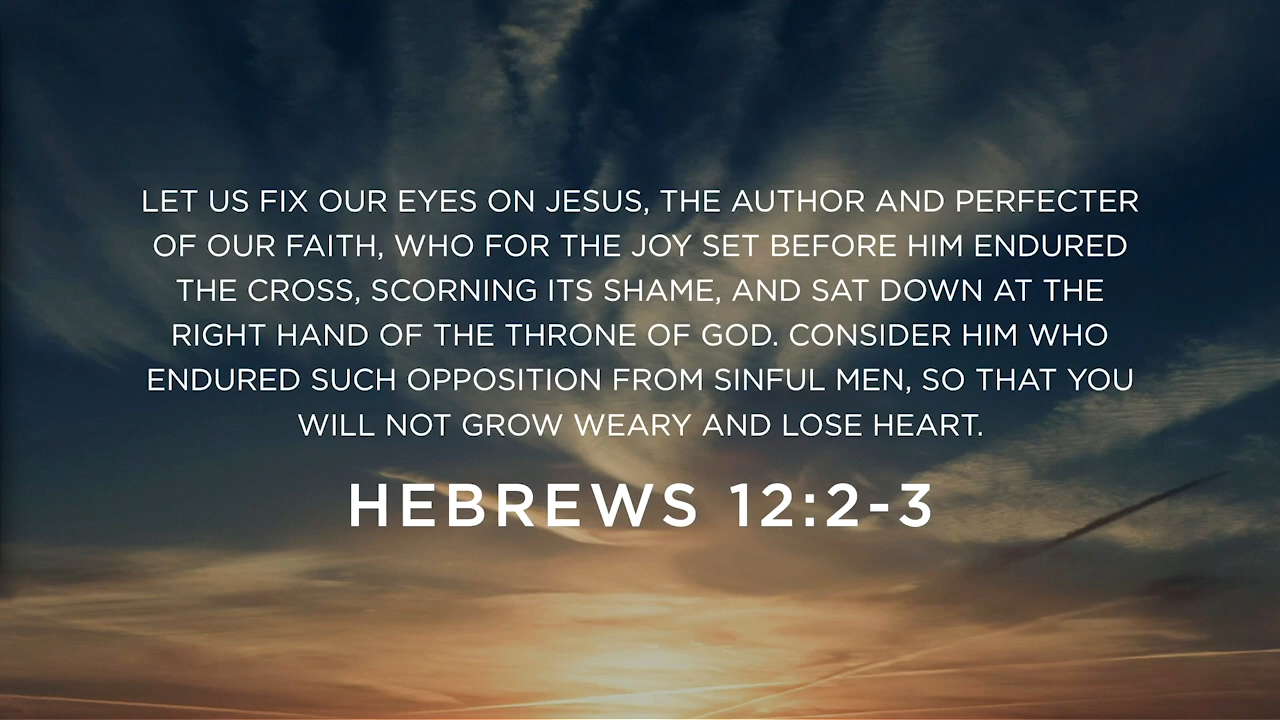 LET US FIX OUR EYES ON JESUS, THE AUTHOR AND PERFECTER
OF OUR FAITH, WHO FOR THE JOY SET BEFORE HIM ENDURED
THE CROSS, SCORNING ITS SHAME, AND SAT DOWN AT THE
RIGHT HAND OF THE THRONE OF GOD. CONSIDER HIM WHO
ENDURED SUCH OPPOSITION FROM SINFUL MEN, SO THAT YOU
WILL NOT GROW WEARY AND LOSE HEART.
HEBREWS 12:2-3